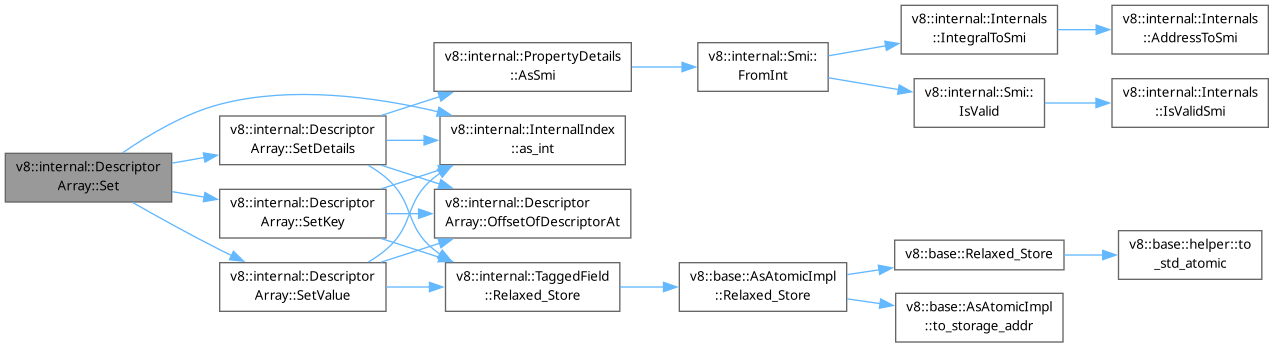 v8::internal::Descriptor
Array::Set
v8::internal::Descriptor
Array::SetDetails
v8::internal::Descriptor
Array::SetKey
v8::internal::Descriptor
Array::SetValue
v8::internal::PropertyDetails
::AsSmi
v8::internal::InternalIndex
::as_int
v8::internal::Descriptor
Array::OffsetOfDescriptorAt
v8::internal::TaggedField
::Relaxed_Store
v8::internal::Smi::
FromInt
v8::base::AsAtomicImpl
::Relaxed_Store
v8::internal::Internals
::IntegralToSmi
v8::internal::Smi::
IsValid
v8::base::Relaxed_Store
v8::base::AsAtomicImpl
::to_storage_addr
v8::internal::Internals
::AddressToSmi
v8::internal::Internals
::IsValidSmi
v8::base::helper::to
_std_atomic